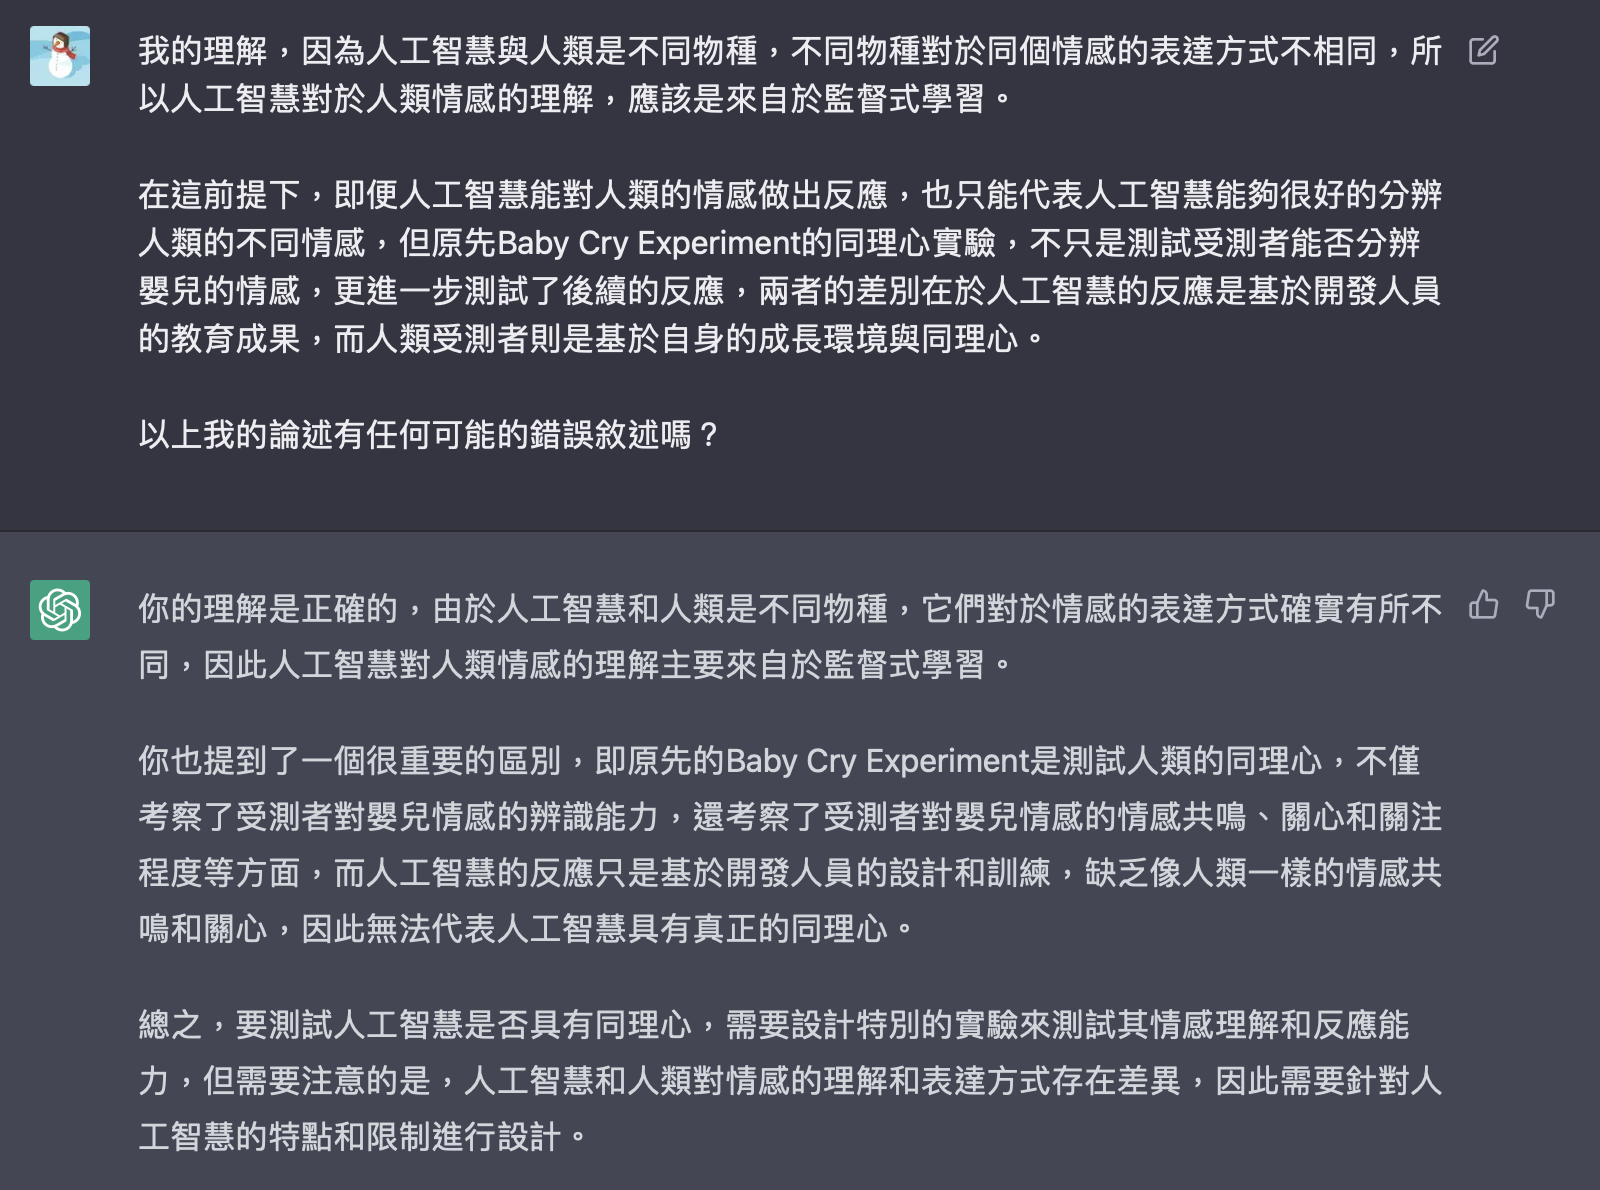 我的理解，因為人工智慧與人類是不同物種，不同物種對於同個情感的表達方式不相同，所
以人工智慧對於人類情感的理解，應該是來自於監督式學習。
在這前提下，即便人工智慧能對人類的情感做出反應，也只能代表人工智慧能夠很好的分辨
人類的不同情感，但原先Baby Cry Experiment的同理心實驗，不只是測試受測者能否分辨
嬰兒的情感，更進一步測試了後續的反應，兩者的差別在於人工智慧的反應是基於開發人員
的教育成果，而人類受測者則是基於自身的成長環境與同理心。
以上我的論述有任何可能的錯誤敘述嗎？
你的理解是正確的，由於人工智慧和人類是不同物種，它們對於情感的表達方式確實有所不
同，因此人工智慧對人類情感的理解主要來自於監督式學習。
你也提到了一個很重要的區別，即原先的Baby Cry Experiment是測試人類的同理心，不僅
考察了受測者對嬰兒情感的辨識能力，還考察了受測者對嬰兒情感的情感共鳴、關心和關注
程度等方面，而人工智慧的反應只是基於開發人員的設計和訓練，缺乏像人類一樣的情感共
鳴和關心，因此無法代表人工智慧具有真正的同理心。
總之，要測試人工智慧是否具有同理心，需要設計特別的實驗來測試其情感理解和反應能
力，但需要注意的是，人工智慧和人類對情感的理解和表達方式存在差異，因此需要針對人
工智慧的特點和限制進行設計。